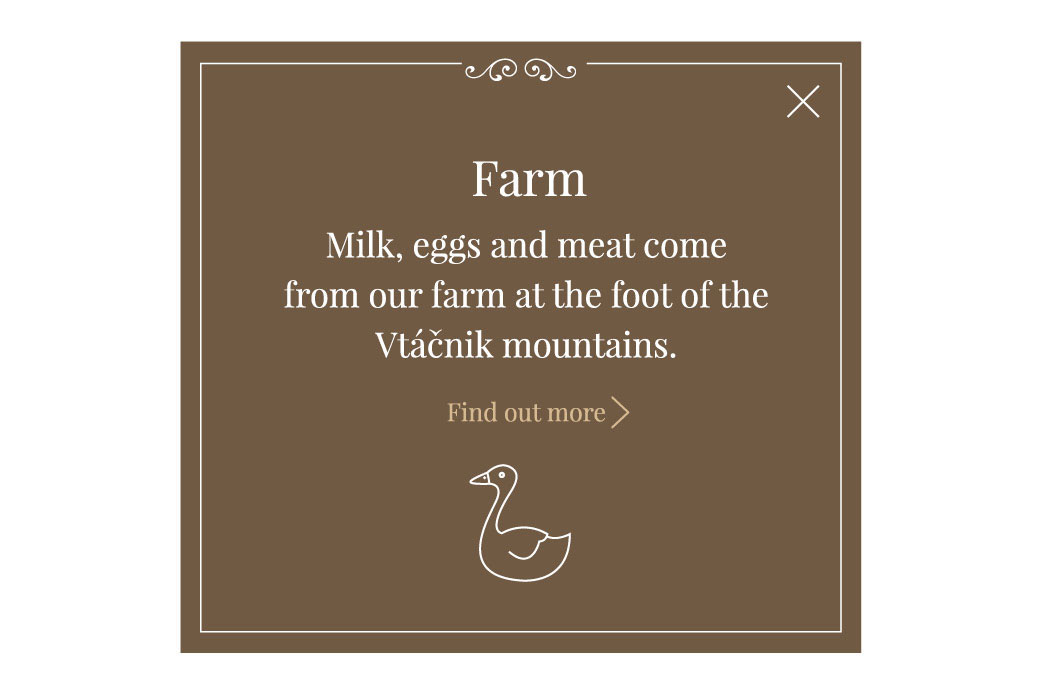 Farm
Milk, eggs and meat come
from our farm at the foot of the
Vtáčnik mountains.
Find out more